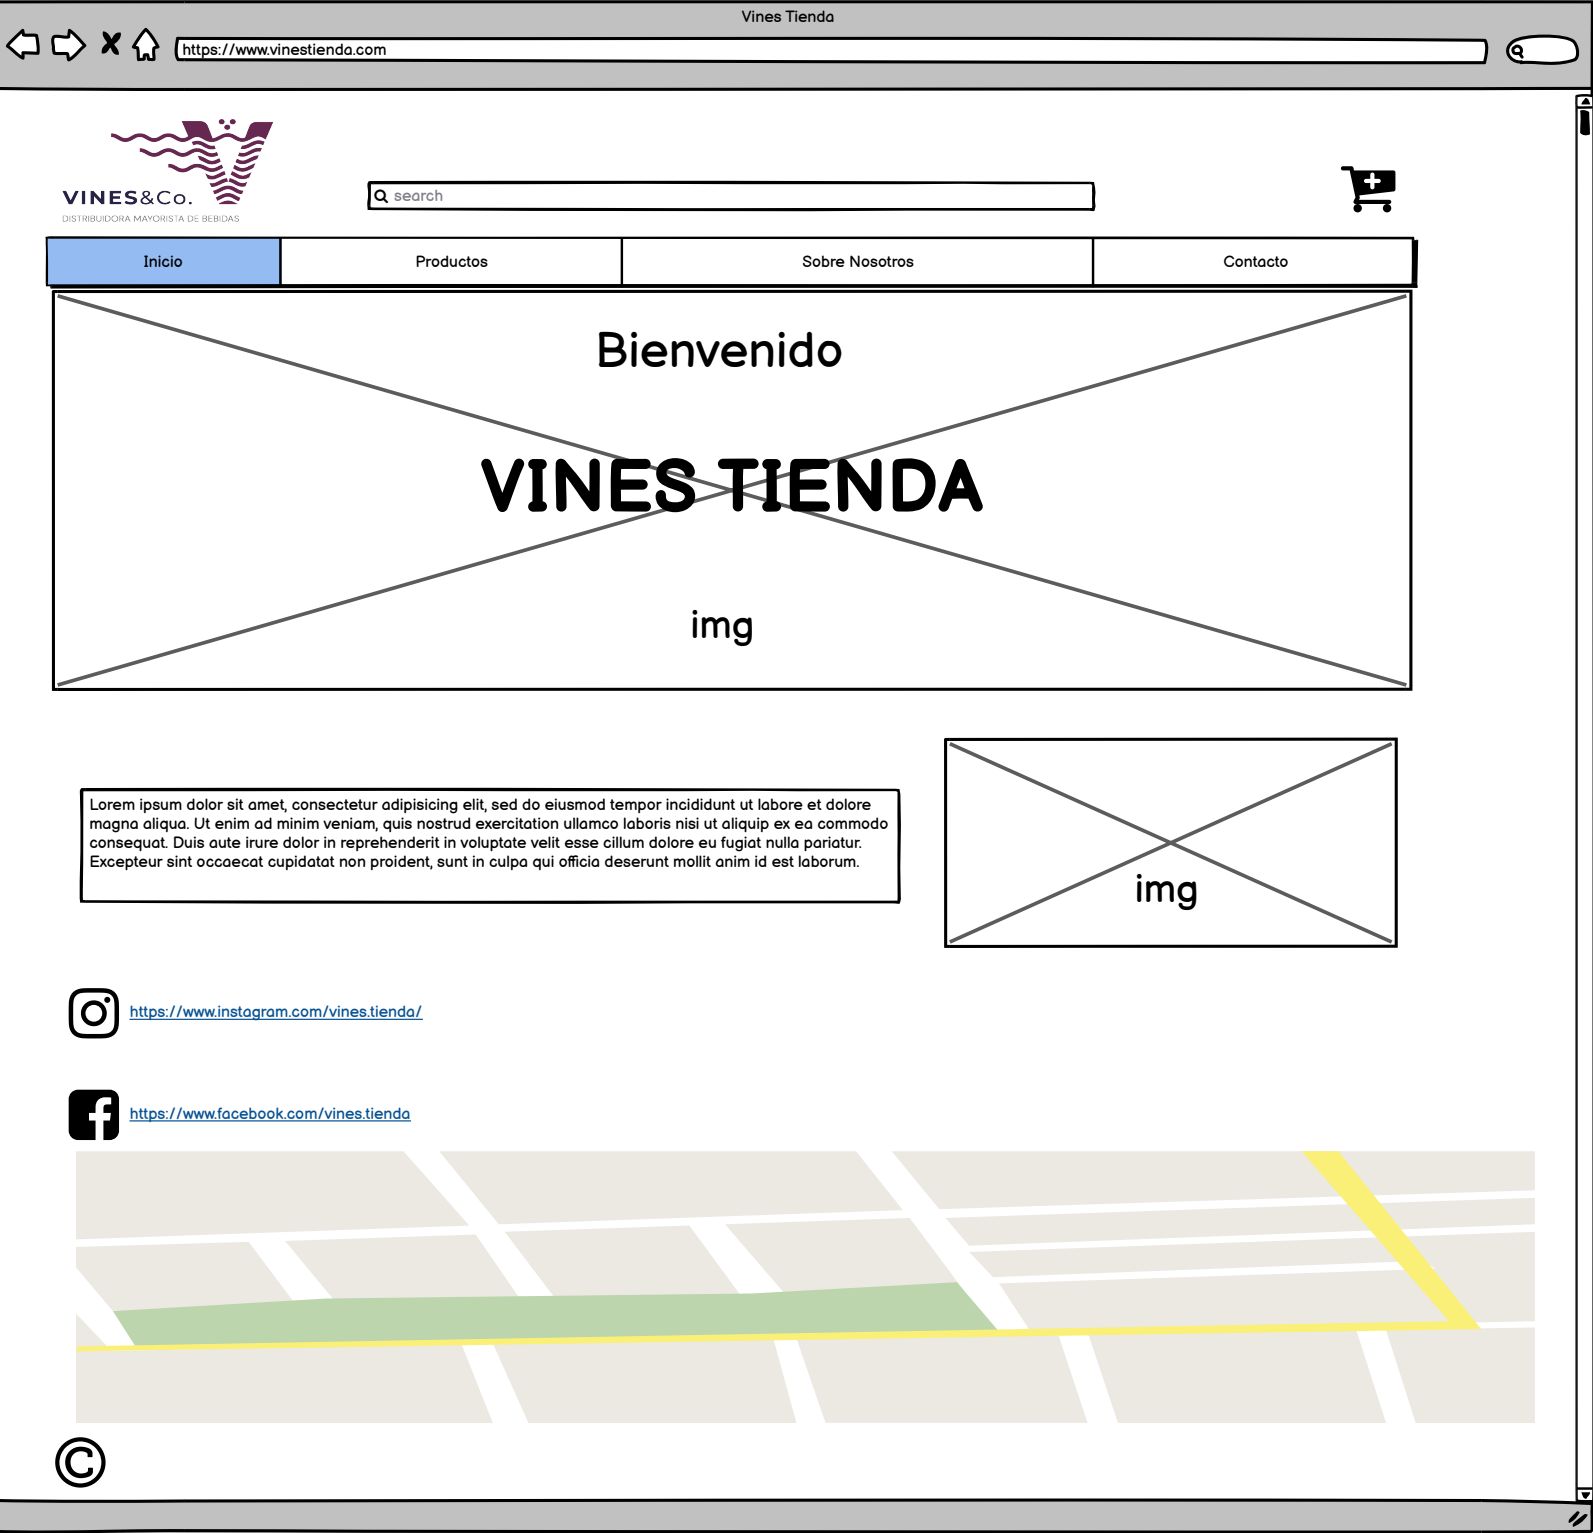 Vines Tienda
https://www.vinestienda.com
VINES&Co.
DISTRIBUIDORA MAYORISTA DE BEBIDAS
search
Inicio
Productos
Sobre Nosotros
Contacto
Bienvenido
VINES TIENDA
img
Lorem ipsum dolor sit amet, consectetur adipisicing elit, sed do eiusmod tempor incididunt ut labore et dolore
magna aliqua. Ut enim ad minim veniam, quis nostrud exercitation ullamco laboris nisi ut aliquip ex ea commodo
consequat. Duis aute irure dolor in reprehenderit in voluptate velit esse cillum dolore eu fugiat nulla pariatur.
Excepteur sint occaecat cupidatat non proident, sunt in culpa qui officia deserunt mollit anim id est laborum.
img
https://www.instagram.com/vines.tienda/
https://www.facebook.com/vines.tienda
©